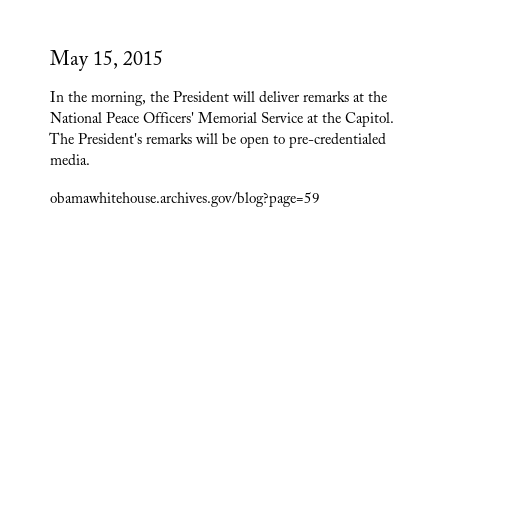 May 15, 2015
In the morning, the President will deliver remarks at the
National Peace Officers' Memorial Service at the Capitol.
The President's remarks will be open to pre-credentialed
media.
obamawhitehouse.archives.gov/blog?page=59